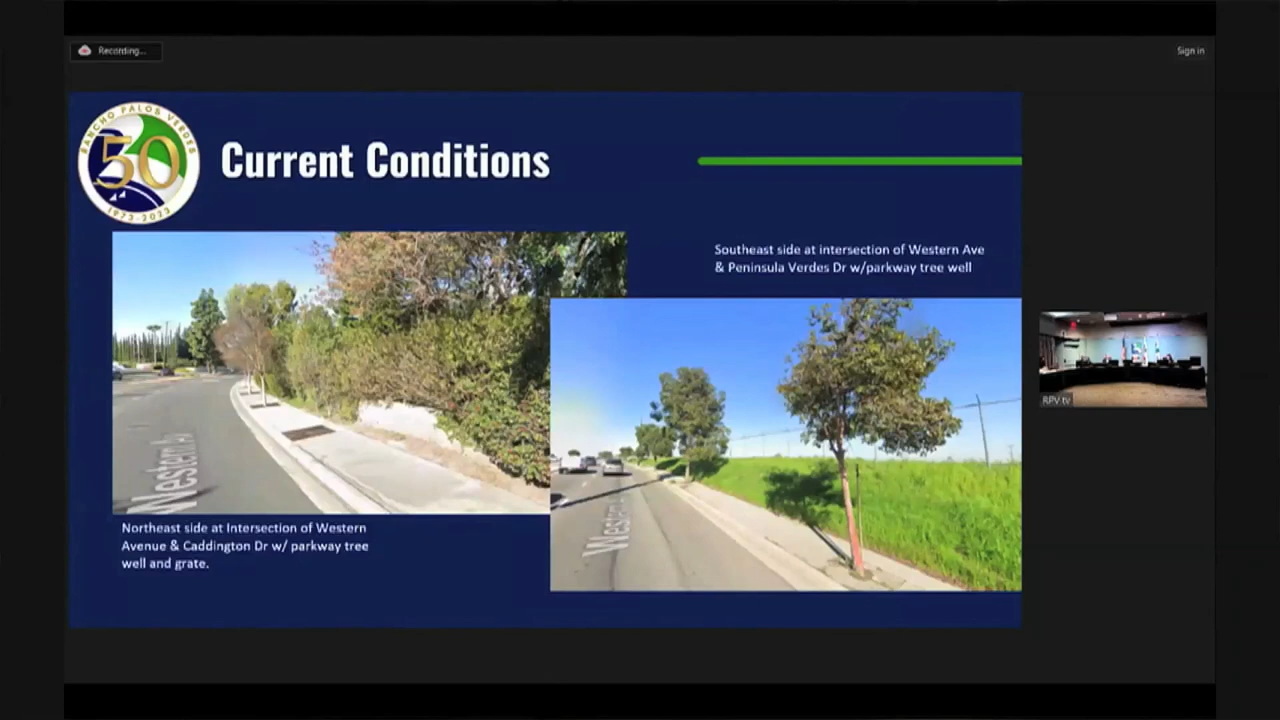 Recording...
Sign in
RANCHO PALOS VERDES
50
1973-2023
Current Conditions
Southeast side at intersection of Western Ave
& Peninsula Verdes Dr w/parkway tree well
Western Av
Western
RPVtv
Northeast side at Intersection of Western
Avenue & Caddington Dr w/ parkway tree
well and grate.